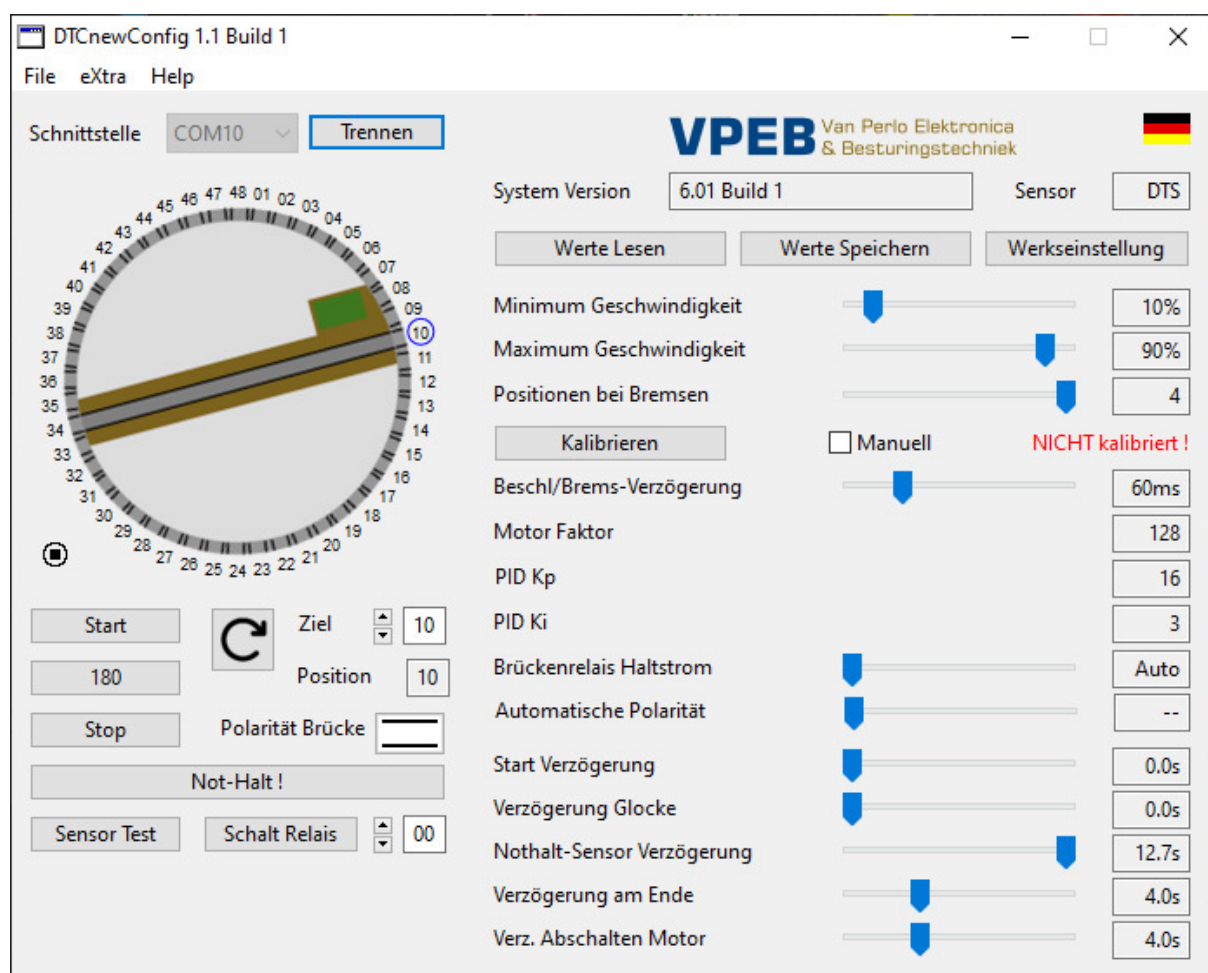 DTCnewConfig 1.1 Build 1
File eXtra Help
Schnittstelle COM10 Trennen
VPEB Van Perlo Elektronica
& Besturingstechniek
System Version 6.01 Build 1 Sensor DTS
Werte Lesen Werte Speichern Werkseinstellung
Minimum Geschwindigkeit 10%
Maximum Geschwindigkeit 90%
Positionen bei Bremsen 4
Kalibrieren Manuell NICHT kalibriert !
Beschl/Brems-Verzögerung 60ms
Motor Faktor 128
PID Kp 16
PID Ki 3
Brückenrelais Haltstrom Auto
Automatische Polarität --
Start Verzögerung 0.0s
Verzögerung Glocke 0.0s
Nothalt-Sensor Verzögerung 12.7s
Verzögerung am Ende 4.0s
Verz. Abschalten Motor 4.0s
01
02
03
04
05
06
07
08
09
10
11
12
13
14
15
16
17
18
19
20
21
22
23
24
25
26
27
28
29
30
31
32
33
34
35
36
37
38
39
40
41
42
43
44
45
46
47
48
Start Ziel 10
180 Position 10
Stop Polarität Brücke
Not-Halt !
Sensor Test Schalt Relais 00